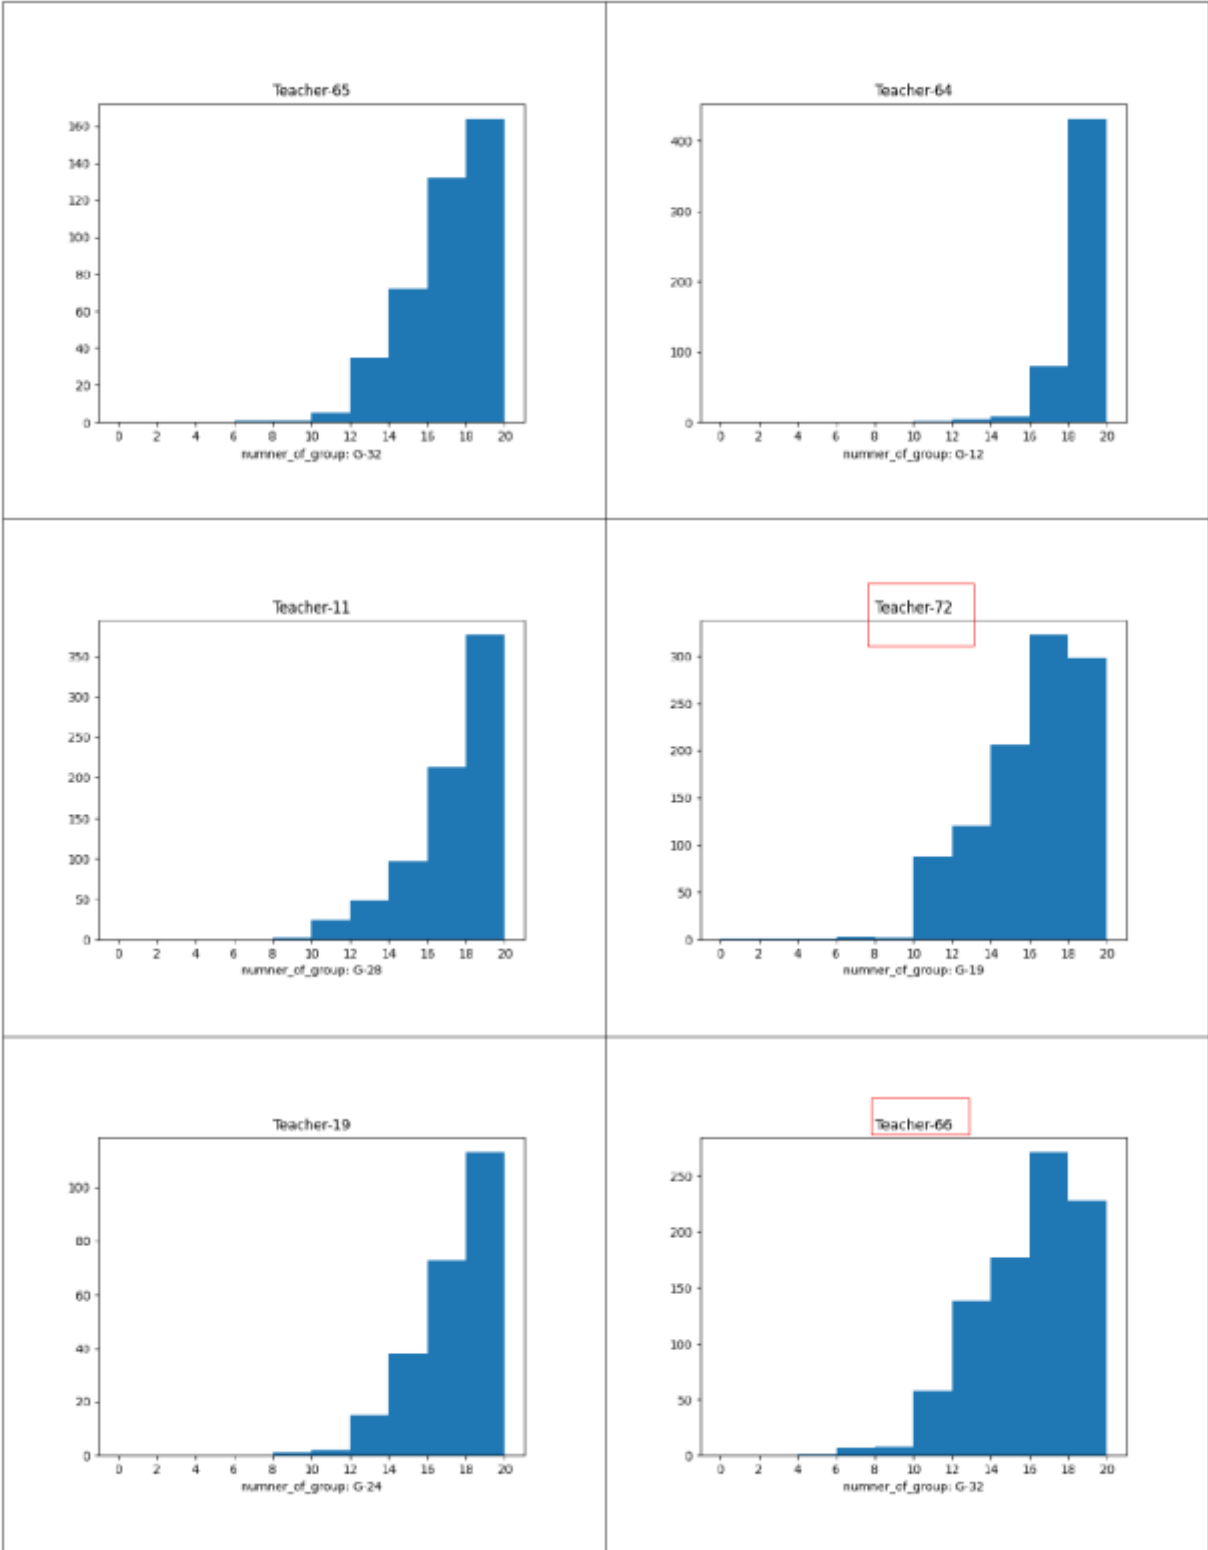 Teacher-65
160
140
120
100
80
60
40
20
0
0 2 4 6 8 10 12 14 16 18 20
numner_of_group: G-32
Teacher-64
400
300
200
100
0
0 2 4 6 8 10 12 14 16 18 20
numner_of_group: G-12
Teacher-11
350
300
250
200
150
100
50
0
0 2 4 6 8 10 12 14 16 18 20
numner_of_group: G-28
Teacher-72
300
250
200
150
100
50
0
0 2 4 6 8 10 12 14 16 18 20
numner_of_group: G-19
Teacher-19
100
80
60
40
20
0
0 2 4 6 8 10 12 14 16 18 20
numner_of_group: G-24
Teacher-66
250
200
150
100
50
0
0 2 4 6 8 10 12 14 16 18 20
numner_of_group: G-32